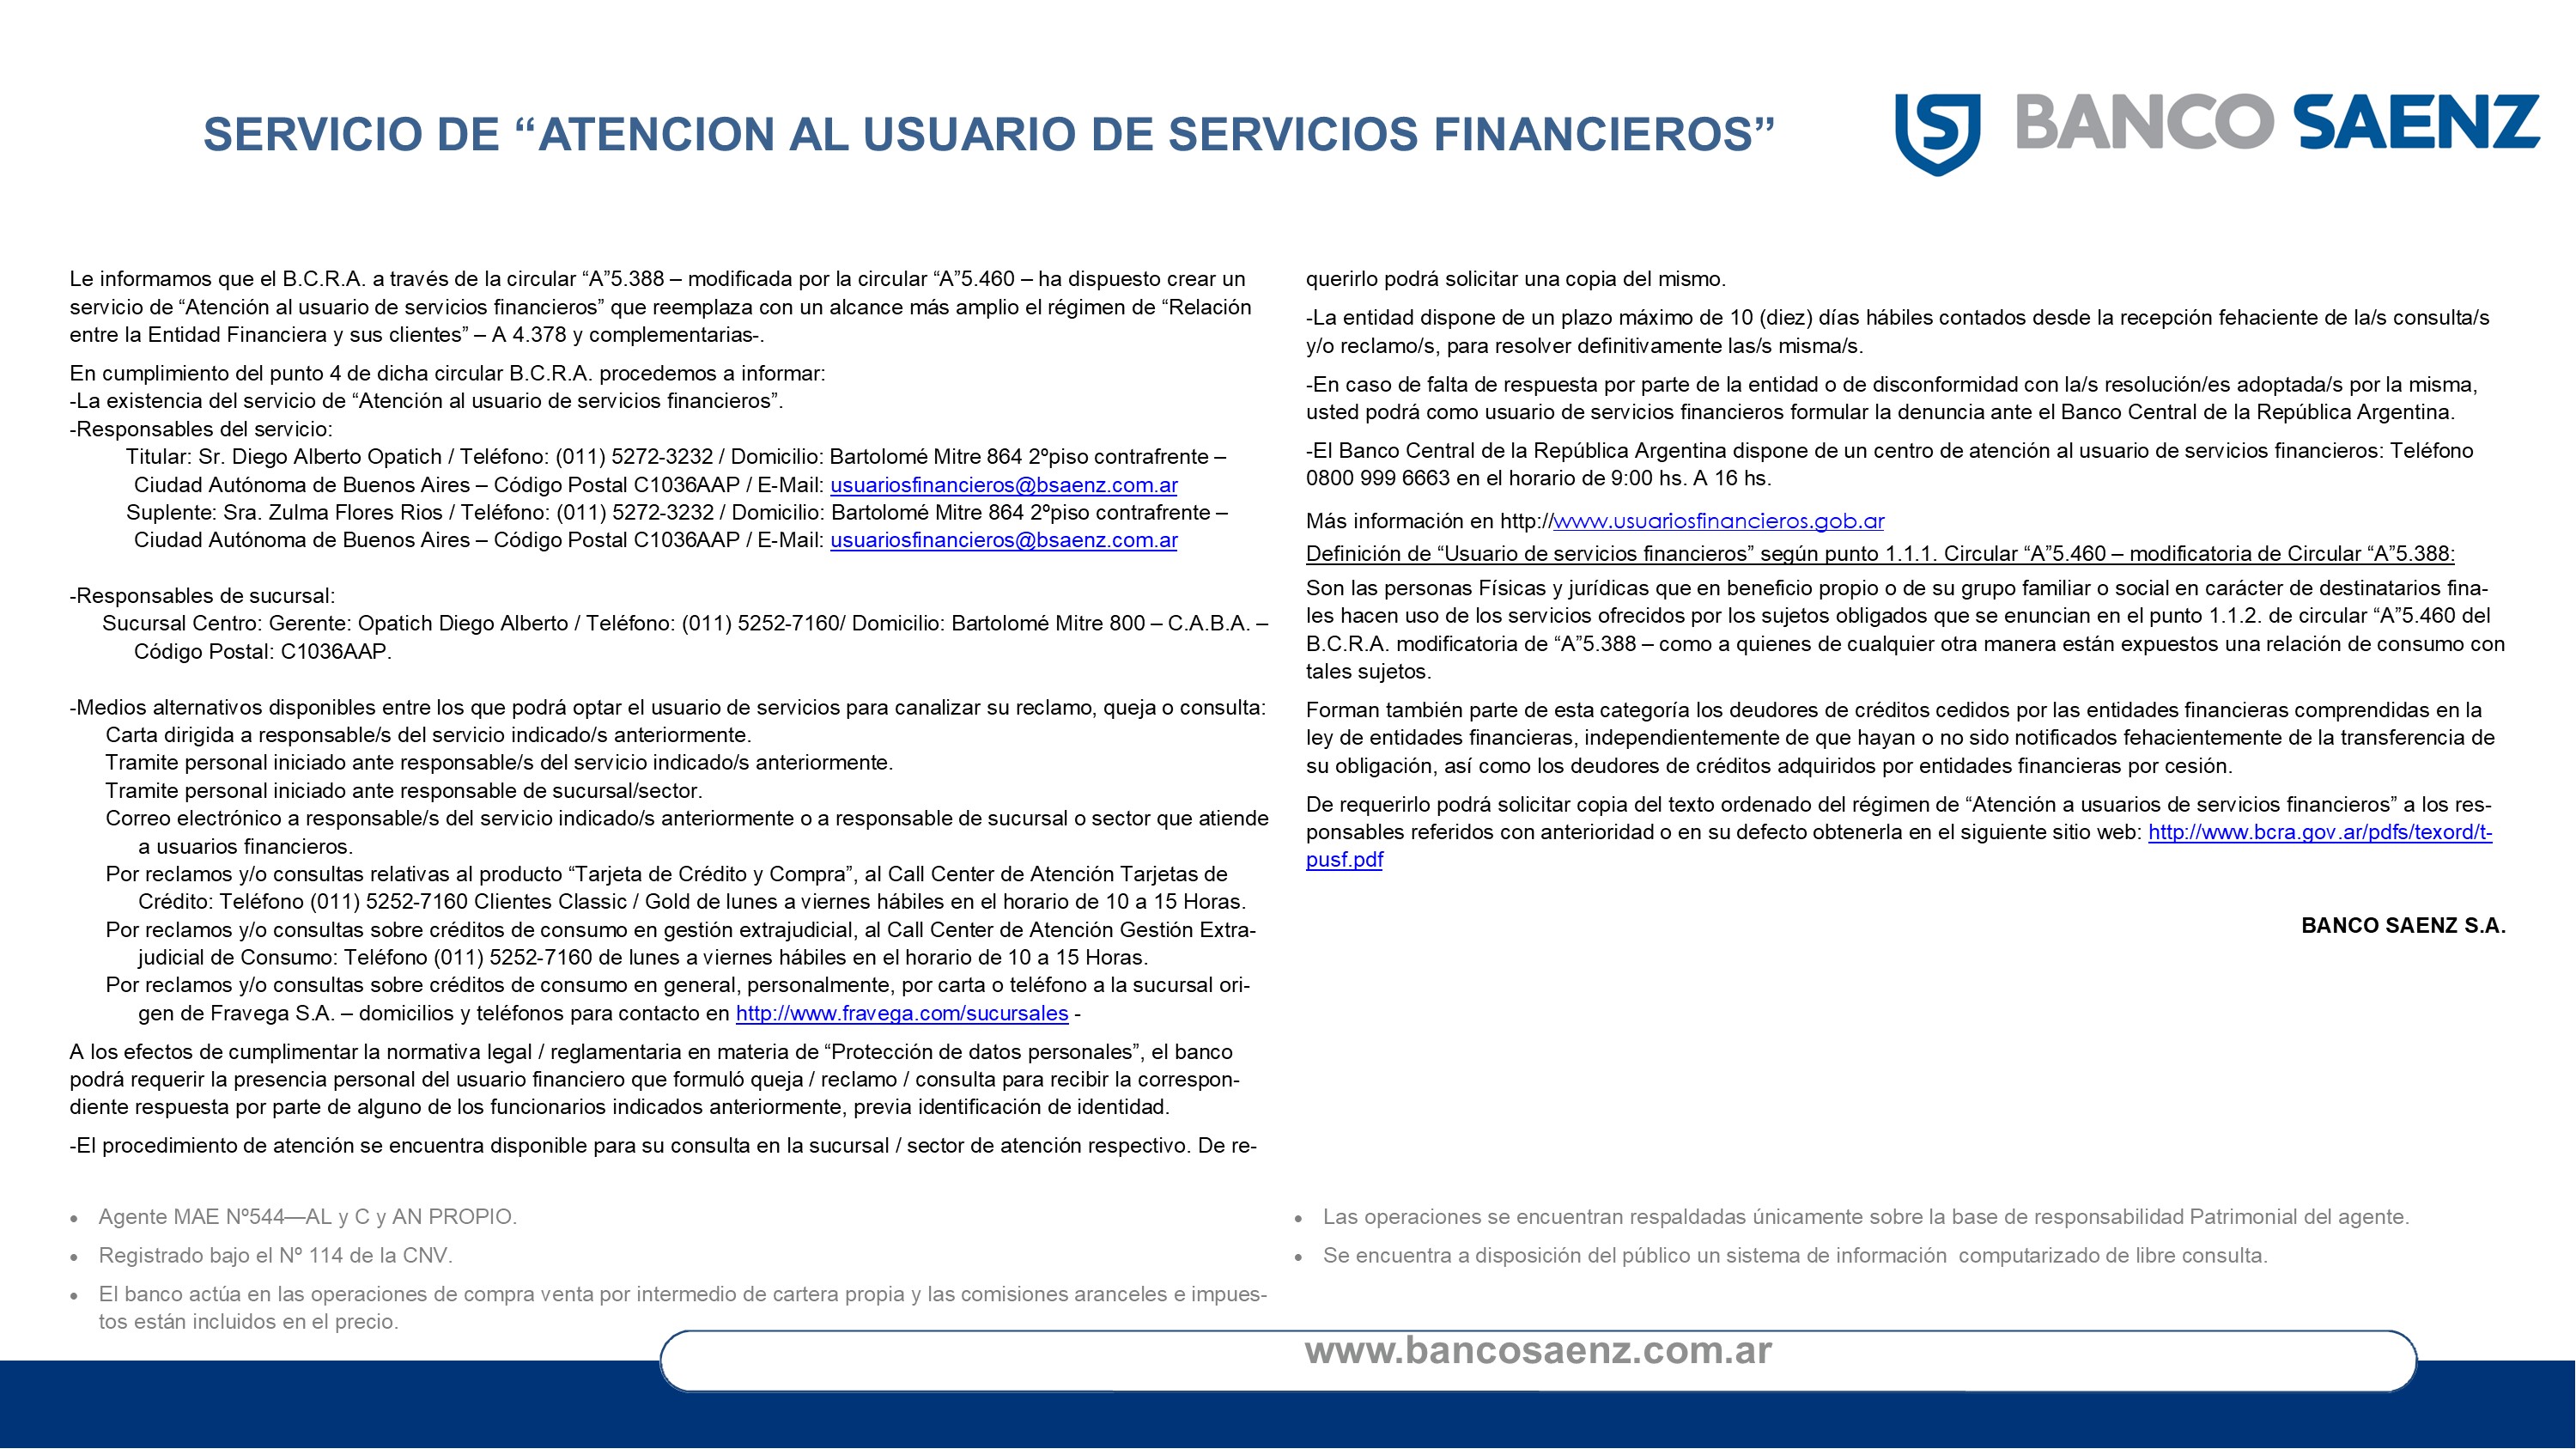 SERVICIO DE “ATENCION AL USUARIO DE SERVICIOS FINANCIEROS”
BANCO SAENZ
Le informamos que el B.C.R.A. a través de la circular “A”5.388 – modificada por la circular “A”5.460 – ha dispuesto crear un
servicio de “Atención al usuario de servicios financieros” que reemplaza con un alcance más amplio el régimen de “Relación
entre la Entidad Financiera y sus clientes” – A 4.378 y complementarias-.
En cumplimiento del punto 4 de dicha circular B.C.R.A. procedemos a informar:
-La existencia del servicio de “Atención al usuario de servicios financieros”.
-Responsables del servicio:
Titular: Sr. Diego Alberto Opatich / Teléfono: (011) 5272-3232 / Domicilio: Bartolomé Mitre 864 2ºpiso contrafrente –
Ciudad Autónoma de Buenos Aires – Código Postal C1036AAP / E-Mail: usuariosfinancieros@bsaenz.com.ar
Suplente: Sra. Zulma Flores Rios / Teléfono: (011) 5272-3232 / Domicilio: Bartolomé Mitre 864 2ºpiso contrafrente –
Ciudad Autónoma de Buenos Aires – Código Postal C1036AAP / E-Mail: usuariosfinancieros@bsaenz.com.ar
-Responsables de sucursal:
Sucursal Centro: Gerente: Opatich Diego Alberto / Teléfono: (011) 5252-7160/ Domicilio: Bartolomé Mitre 800 – C.A.B.A. –
Código Postal: C1036AAP.
-Medios alternativos disponibles entre los que podrá optar el usuario de servicios para canalizar su reclamo, queja o consulta:
Carta dirigida a responsable/s del servicio indicado/s anteriormente.
Tramite personal iniciado ante responsable/s del servicio indicado/s anteriormente.
Tramite personal iniciado ante responsable de sucursal/sector.
Correo electrónico a responsable/s del servicio indicado/s anteriormente o a responsable de sucursal o sector que atiende
a usuarios financieros.
Por reclamos y/o consultas relativas al producto “Tarjeta de Crédito y Compra”, al Call Center de Atención Tarjetas de
Crédito: Teléfono (011) 5252-7160 Clientes Classic / Gold de lunes a viernes hábiles en el horario de 10 a 15 Horas.
Por reclamos y/o consultas sobre créditos de consumo en gestión extrajudicial, al Call Center de Atención Gestión Extra-
judicial de Consumo: Teléfono (011) 5252-7160 de lunes a viernes hábiles en el horario de 10 a 15 Horas.
Por reclamos y/o consultas sobre créditos de consumo en general, personalmente, por carta o teléfono a la sucursal ori-
gen de Fravega S.A. – domicilios y teléfonos para contacto en http://www.fravega.com/sucursales -
A los efectos de cumplimentar la normativa legal / reglamentaria en materia de “Protección de datos personales”, el banco
podrá requerir la presencia personal del usuario financiero que formuló queja / reclamo / consulta para recibir la correspon-
diente respuesta por parte de alguno de los funcionarios indicados anteriormente, previa identificación de identidad.
-El procedimiento de atención se encuentra disponible para su consulta en la sucursal / sector de atención respectivo. De re-
querirlo podrá solicitar una copia del mismo.
-La entidad dispone de un plazo máximo de 10 (diez) días hábiles contados desde la recepción fehaciente de la/s consulta/s
y/o reclamo/s, para resolver definitivamente las/s misma/s.
-En caso de falta de respuesta por parte de la entidad o de disconformidad con la/s resolución/es adoptada/s por la misma,
usted podrá como usuario de servicios financieros formular la denuncia ante el Banco Central de la República Argentina.
-El Banco Central de la República Argentina dispone de un centro de atención al usuario de servicios financieros: Teléfono
0800 999 6663 en el horario de 9:00 hs. A 16 hs.
Más información en http://www.usuariosfinancieros.gob.ar
Definición de “Usuario de servicios financieros” según punto 1.1.1. Circular “A”5.460 – modificatoria de Circular “A”5.388:
Son las personas Físicas y jurídicas que en beneficio propio o de su grupo familiar o social en carácter de destinatarios fina-
les hacen uso de los servicios ofrecidos por los sujetos obligados que se enuncian en el punto 1.1.2. de circular “A”5.460 del
B.C.R.A. modificatoria de “A”5.388 – como a quienes de cualquier otra manera están expuestos una relación de consumo con
tales sujetos.
Forman también parte de esta categoría los deudores de créditos cedidos por las entidades financieras comprendidas en la
ley de entidades financieras, independientemente de que hayan o no sido notificados fehacientemente de la transferencia de
su obligación, así como los deudores de créditos adquiridos por entidades financieras por cesión.
De requerirlo podrá solicitar copia del texto ordenado del régimen de “Atención a usuarios de servicios financieros” a los res-
ponsables referidos con anterioridad o en su defecto obtenerla en el siguiente sitio web: http://www.bcra.gov.ar/pdfs/texord/t-
pusf.pdf
BANCO SAENZ S.A.
• Agente MAE Nº544—AL y C y AN PROPIO.
• Registrado bajo el Nº 114 de la CNV.
• El banco actúa en las operaciones de compra venta por intermedio de cartera propia y las comisiones aranceles e impues-
tos están incluidos en el precio.
• Las operaciones se encuentran respaldadas únicamente sobre la base de responsabilidad Patrimonial del agente.
• Se encuentra a disposición del público un sistema de información computarizado de libre consulta.
www.bancosaenz.com.ar